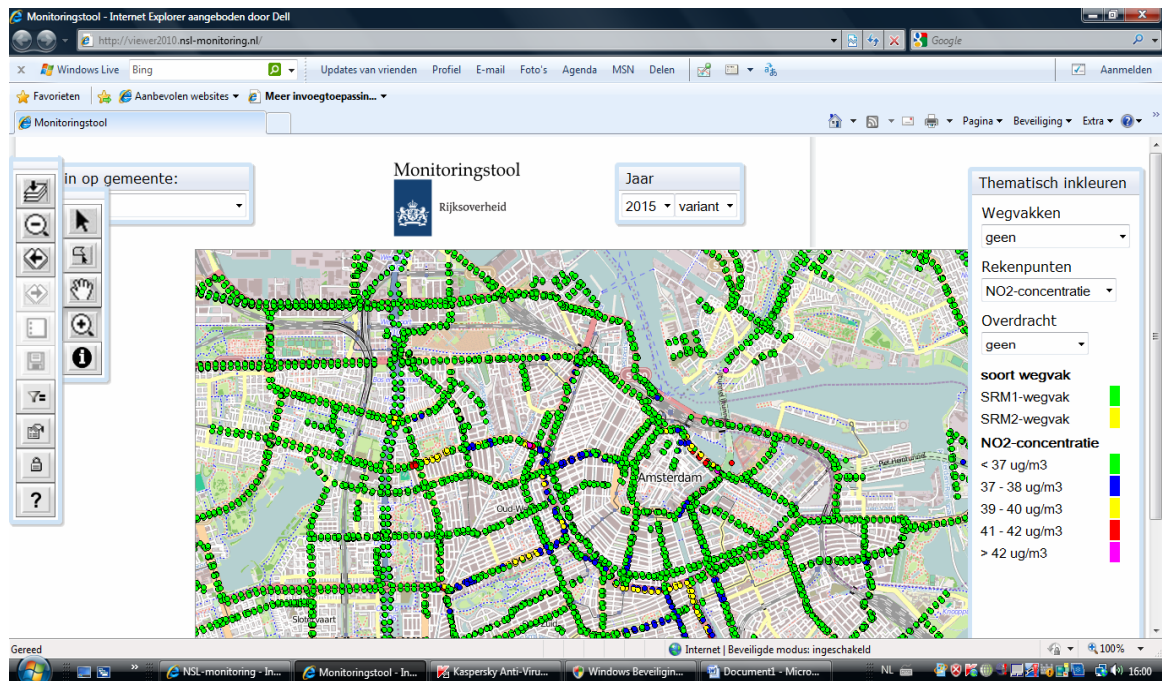 Monitoringstool - Internet Explorer aangeboden door Dell
http://viewer2010.nsl-monitoring.nl/
Google
X Windows Live Bing Updates van vrienden Profiel E-mail Foto's Agenda MSN Delen Aanmelden
Favorieten Aanbevolen websites Meer invoegtoepassin...
Monitoringstool Pagina Beveiliging Extra
in op gemeente:
Monitoringstool
Rijksoverheid
Jaar
2015 variant
Thematisch inkleuren
Wegvakken
geen
Rekenpunten
NO2-concentratie
Overdracht
geen
soort wegvak
SRM1-wegvak
SRM2-wegvak
NO2-concentratie
< 37 ug/m3
37 - 38 ug/m3
39 - 40 ug/m3
41 - 42 ug/m3
> 42 ug/m3
?
Amsterdam
Gereed Internet | Beveiligde modus: ingeschakeld 100%
NSL-monitoring - In... Monitoringstool - In... Kaspersky Anti-Viru... Windows Beveiligin... Document1 - Micro... NL 16:00